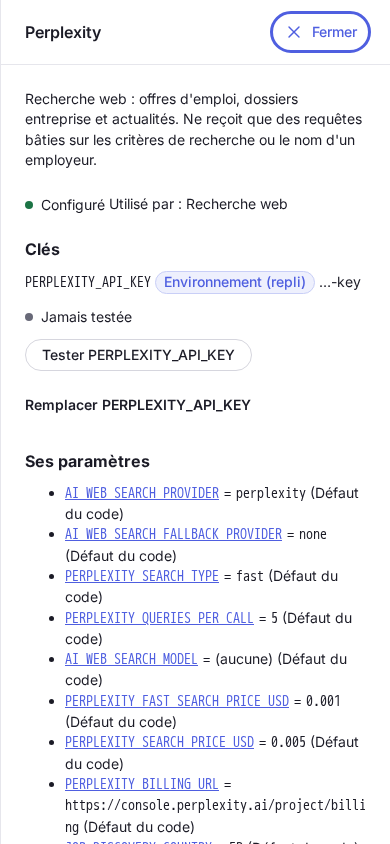 Perplexity
Fermer
Recherche web : offres d'emploi, dossiers
entreprise et actualités. Ne reçoit que des requêtes
bâties sur les critères de recherche ou le nom d'un
employeur.
Configuré Utilisé par : Recherche web
Clés
PERPLEXITY_API_KEY Environnement (repli) …-key
Jamais testée
Tester PERPLEXITY_API_KEY
Remplacer PERPLEXITY_API_KEY
Ses paramètres
• AI_WEB_SEARCH_PROVIDER = perplexity (Défaut
du code)
• AI_WEB_SEARCH_FALLBACK_PROVIDER = none
(Défaut du code)
• PERPLEXITY_SEARCH_TYPE = fast (Défaut du
code)
• PERPLEXITY_QUERIES_PER_CALL = 5 (Défaut du
code)
• AI_WEB_SEARCH_MODEL = (aucune) (Défaut du
code)
• PERPLEXITY_FAST_SEARCH_PRICE_USD = 0.001
(Défaut du code)
• PERPLEXITY_SEARCH_PRICE_USD = 0.005 (Défaut
du code)
• PERPLEXITY_BILLING_URL =
https://console.perplexity.ai/project/billi
ng (Défaut du code)